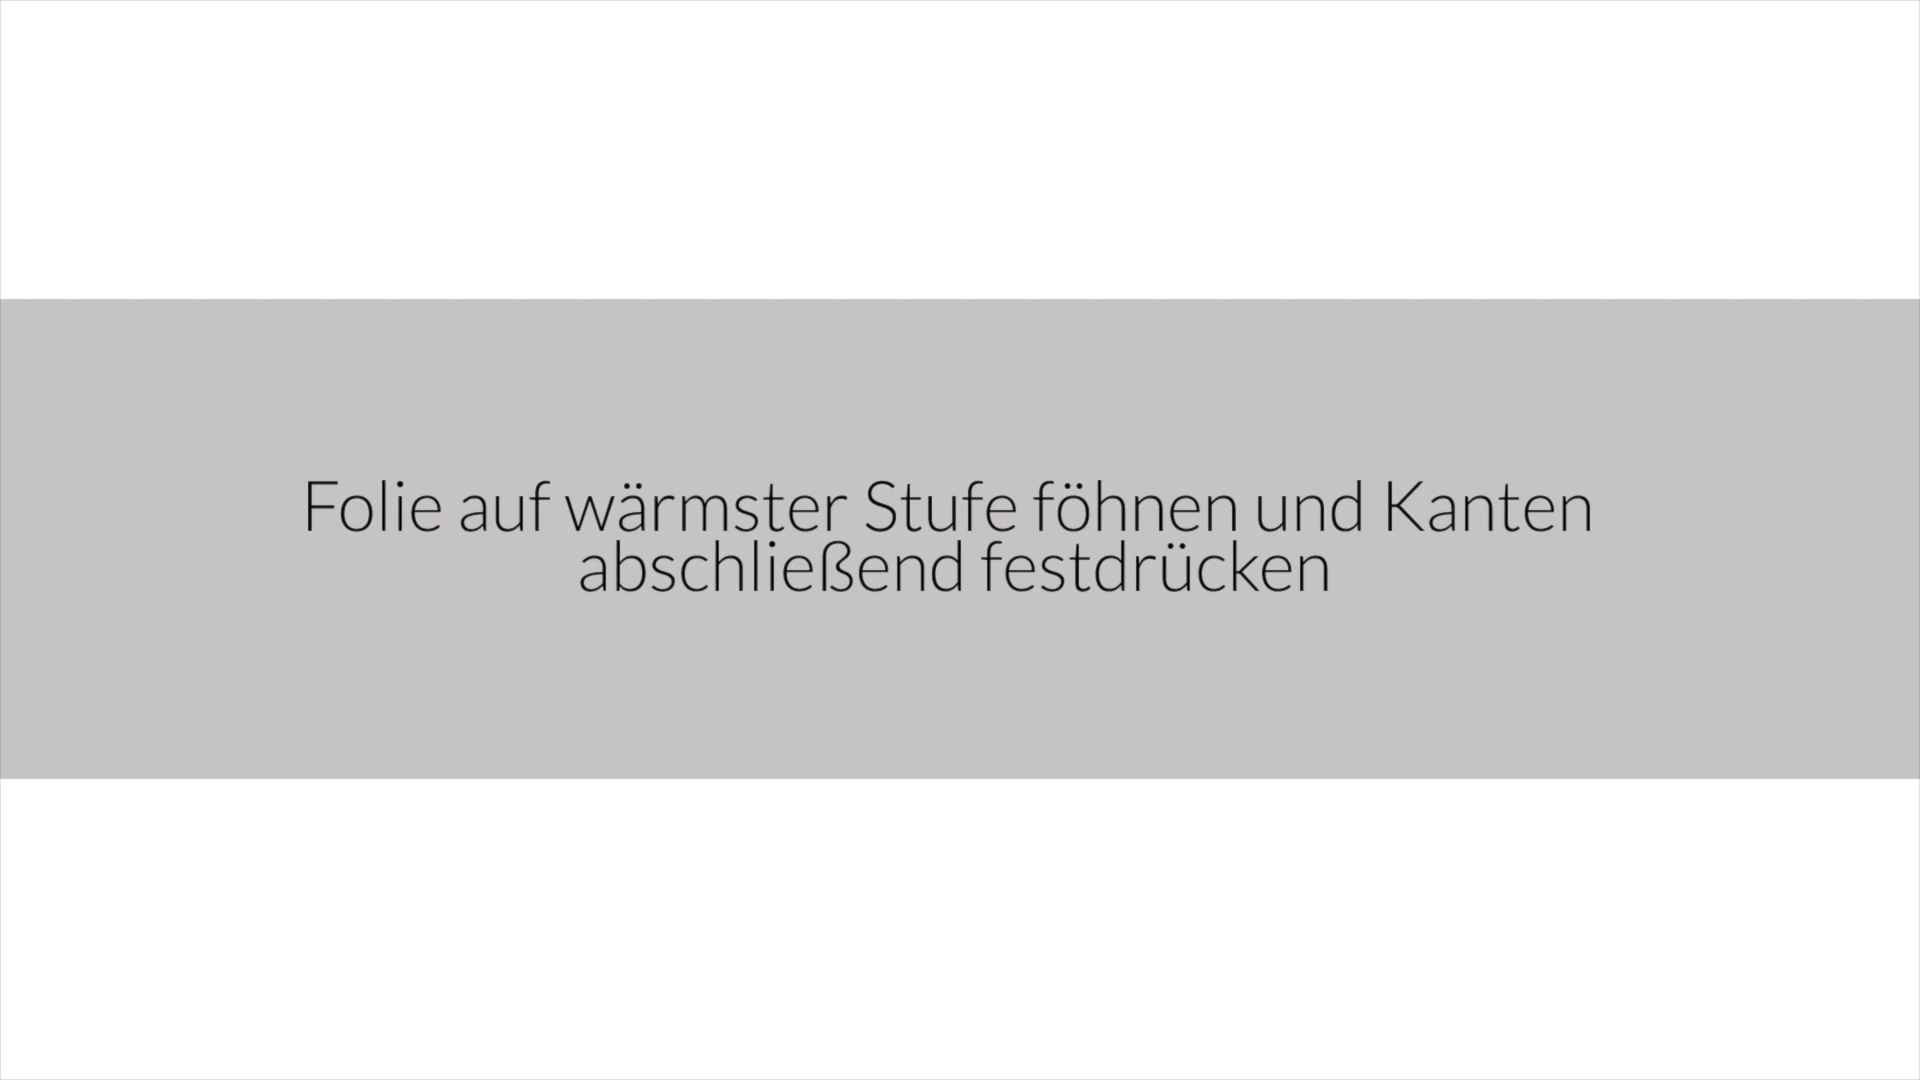 Folie auf wärmster Stufe föhnen und Kanten
abschließend festdrücken